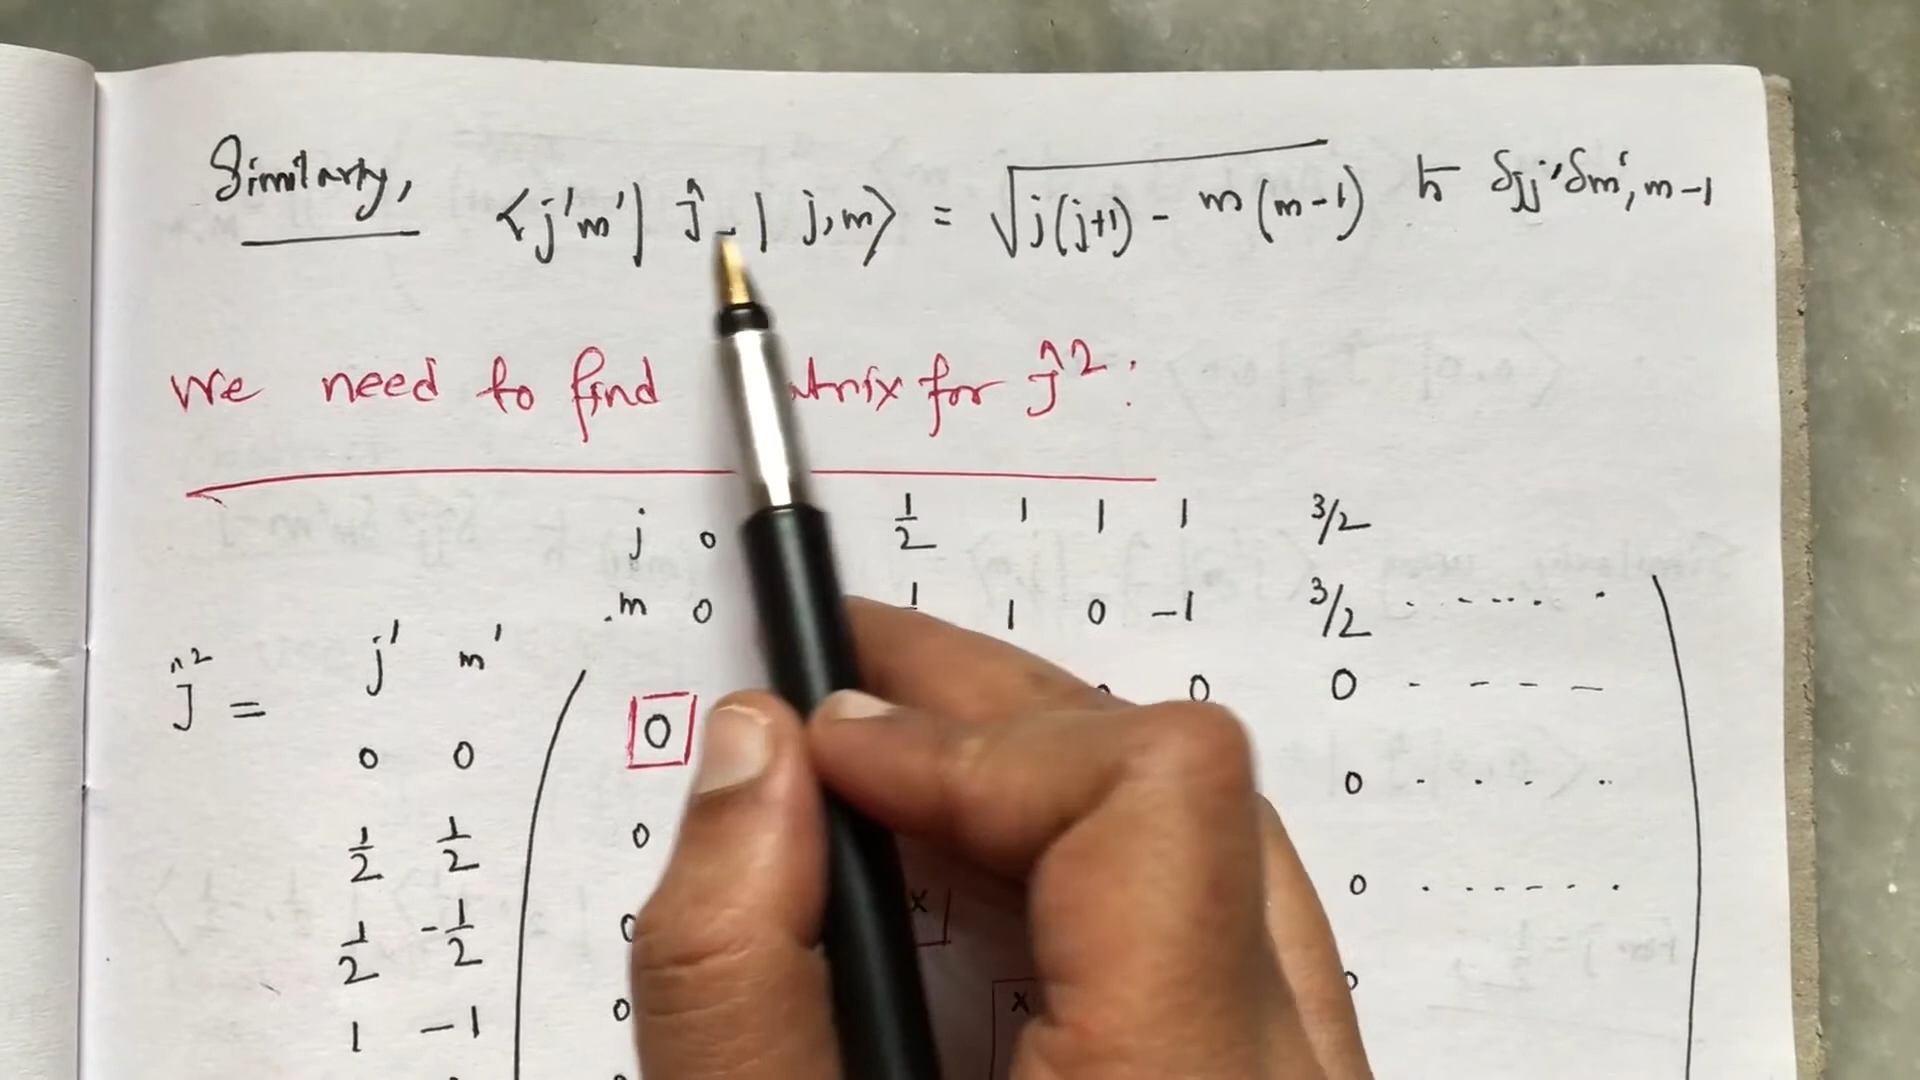 Similarly, <j'm'| Ĵ₋ | j,m> = √j(j+1) - m(m-1) ħ δjj' δm', m-1
We need to find for Ĵ²:
j 0 1/2 1 1 1 3/2
m 0 1 0 -1 3/2 . - . . . . .
Ĵ² = j' m'
0 0 - - - -
0 0 0 0 . . . .
1/2 1/2 0 0 . . . . . .
1/2 -1/2 x
1 -1 0 x